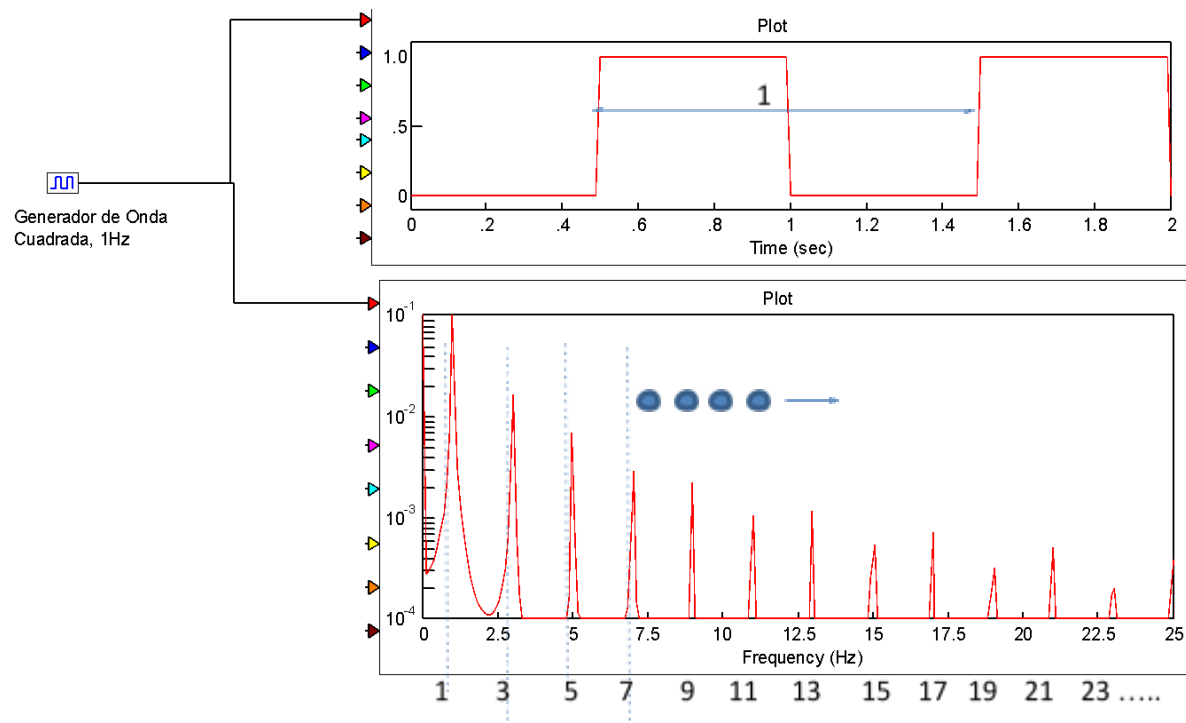 Plot
1.0
.5
0
1
0 .2 .4 .6 .8 1 1.2 1.4 1.6 1.8 2
Time (sec)
Generador de Onda
Cuadrada, 1Hz
Plot
10-1
10-2
10-3
10-4
0 2.5 5 7.5 10 12.5 15 17.5 20 22.5 25
Frequency (Hz)
1 3 5 7 9 11 13 15 17 19 21 23 .....